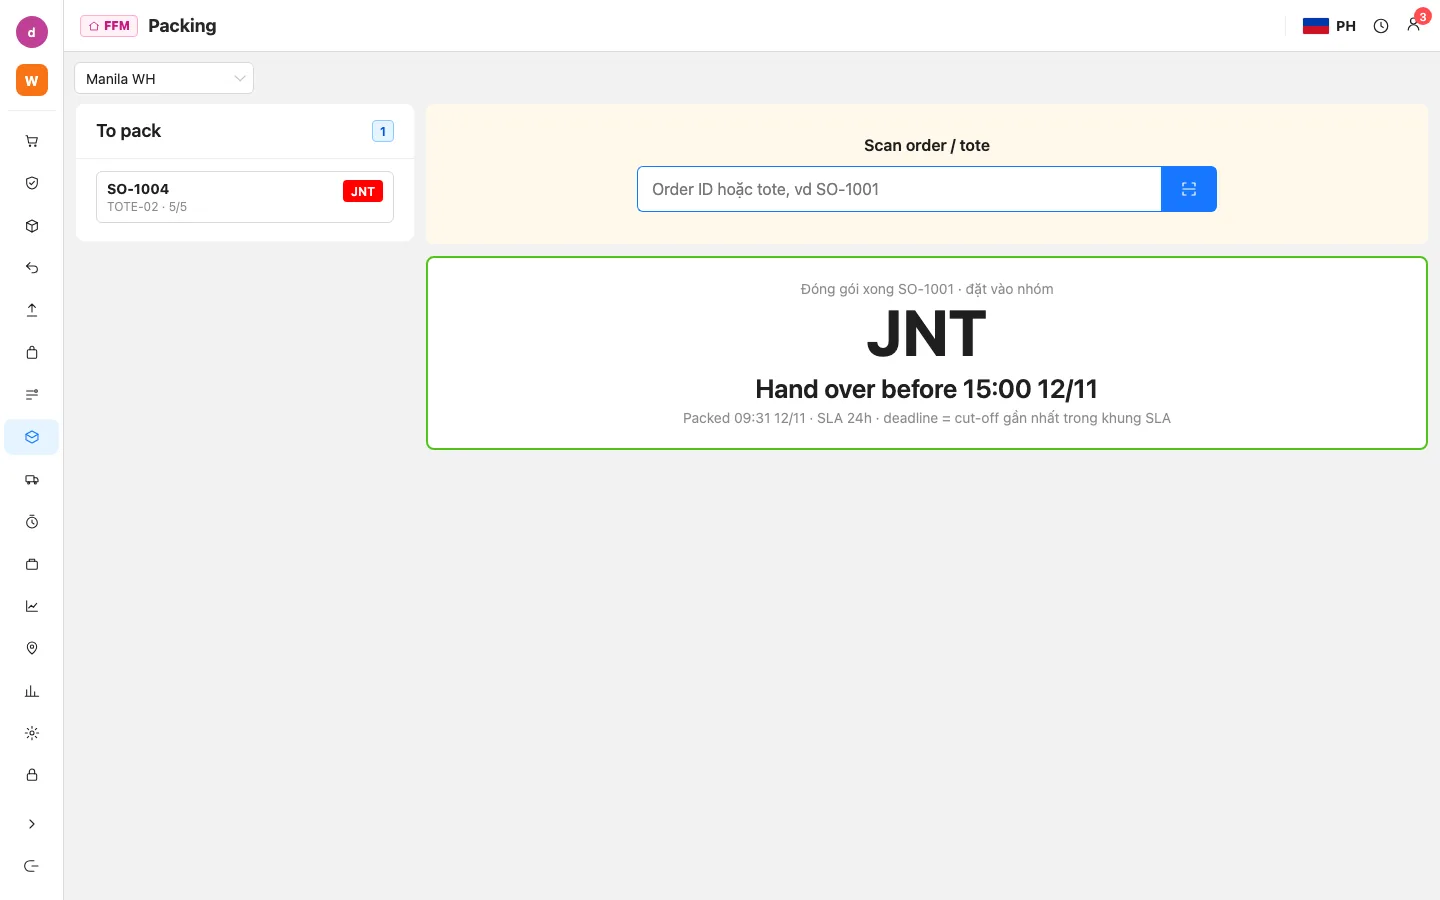 d
FFM
Packing
PH
3
W
Manila WH
To pack
1
SO-1004
JNT
TOTE-02 · 5/5
Scan order / tote
Order ID hoặc tote, vd SO-1001
Đóng gói xong SO-1001 · đặt vào nhóm
JNT
Hand over before 15:00 12/11
Packed 09:31 12/11 · SLA 24h · deadline = cut-off gần nhất trong khung SLA